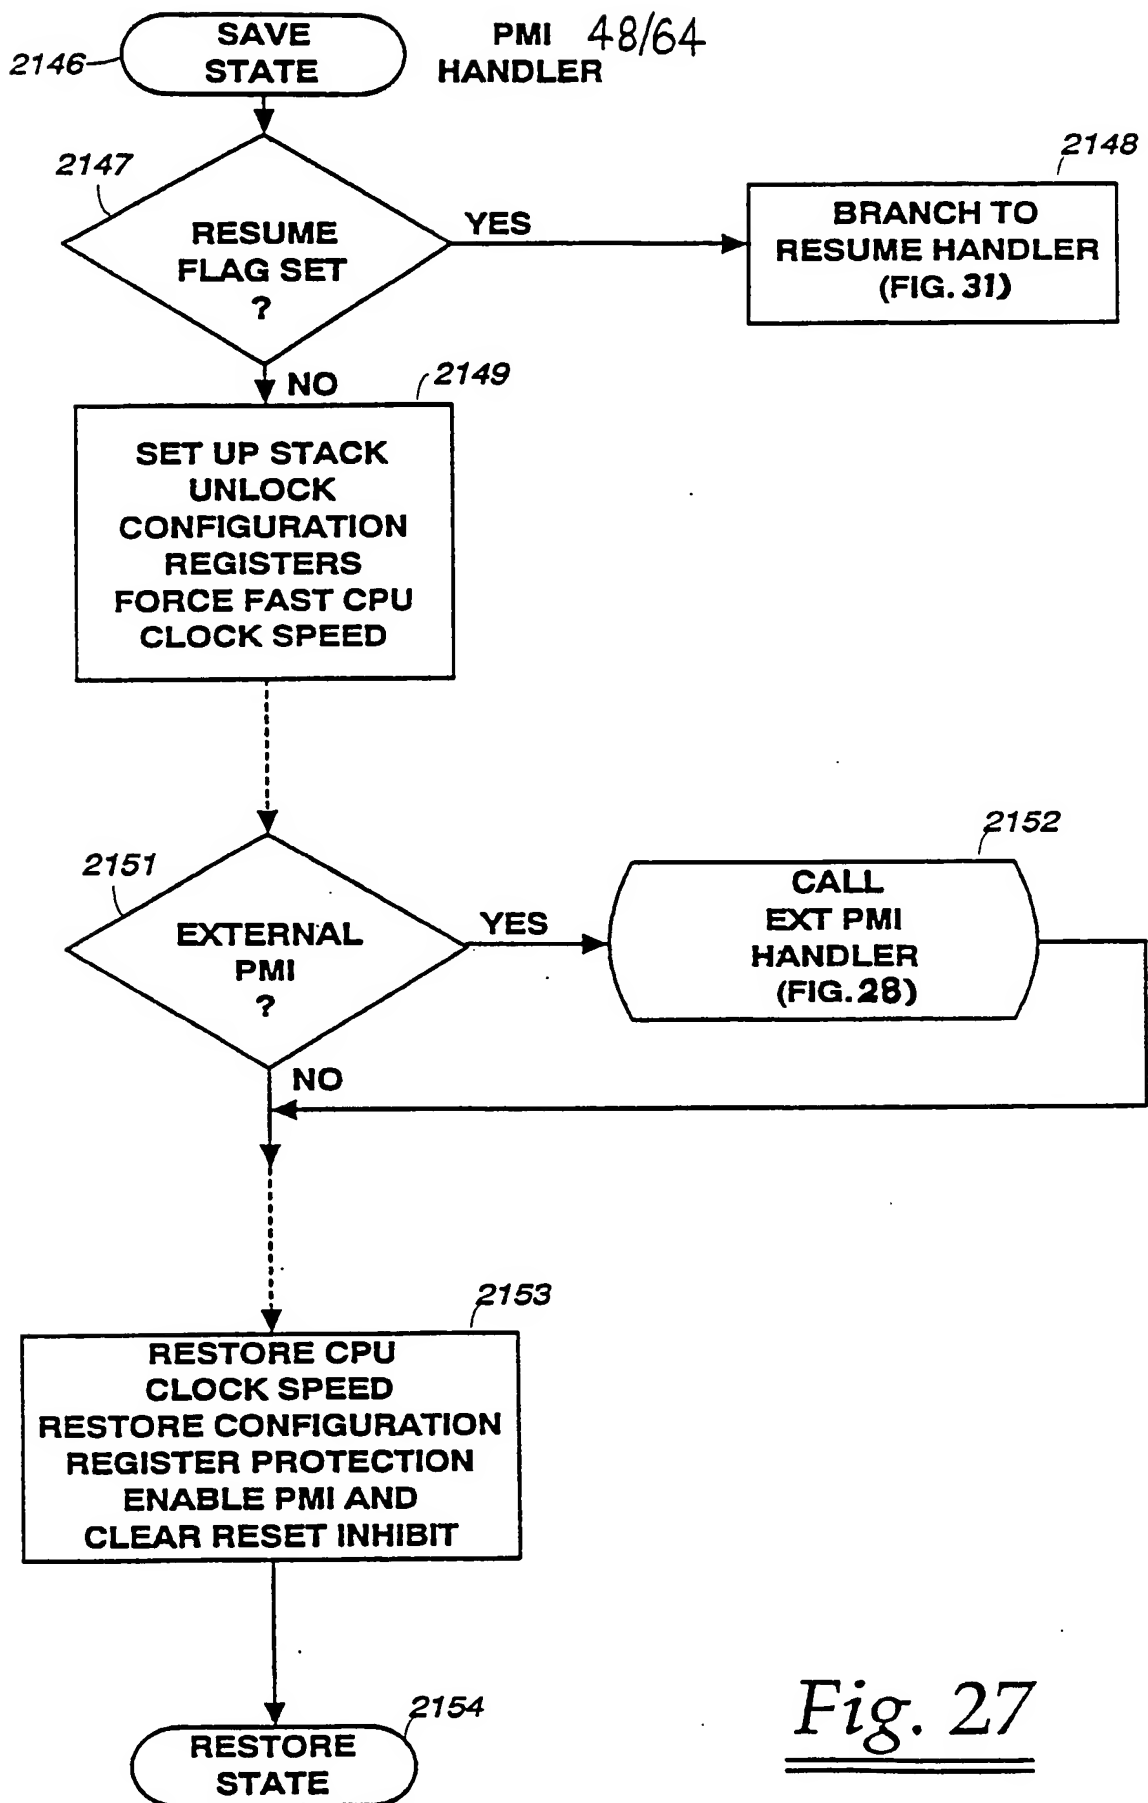 48/64
PMI
HANDLER
2146
SAVE
STATE
2147
RESUME
FLAG SET
?
YES
2148
BRANCH TO
RESUME HANDLER
(FIG. 31)
NO
2149
SET UP STACK
UNLOCK
CONFIGURATION
REGISTERS
FORCE FAST CPU
CLOCK SPEED
2151
EXTERNAL
PMI
?
YES
2152
CALL
EXT PMI
HANDLER
(FIG. 28)
NO
2153
RESTORE CPU
CLOCK SPEED
RESTORE CONFIGURATION
REGISTER PROTECTION
ENABLE PMI AND
CLEAR RESET INHIBIT
2154
RESTORE
STATE
Fig. 27